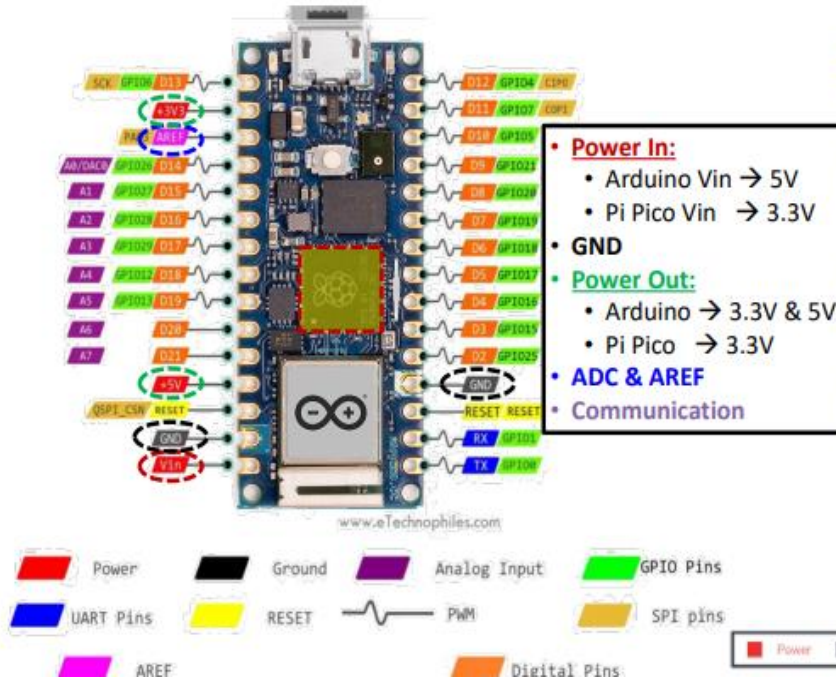 SCK GPIO6 D13
+3V3
AREF
A0/DAC0 GPIO26 D14
A1 GPIO27 D15
A2 GPIO28 D16
A3 GPIO29 D17
A4 GPIO12 D18
A5 GPIO13 D19
A6 D20
A7 D21
+5V
QSPI_CSN RESET
GND
Vin
D12 GPIO4 CIPO
D11 GPIO7 COPI
D10 GPIO5
D9 GPIO21
D8 GPIO20
D7 GPIO19
D6 GPIO18
D5 GPIO17
D4 GPIO16
D3 GPIO15
D2 GPIO25
GND
RESET RESET
RX GPIO1
TX GPIO0
• Power In:
• Arduino Vin → 5V
• Pi Pico Vin → 3.3V
• GND
• Power Out:
• Arduino → 3.3V & 5V
• Pi Pico → 3.3V
• ADC & AREF
• Communication
www.eTechnophiles.com
Power Ground Analog Input GPIO Pins
UART Pins RESET PWM SPI pins
AREF Digital Pins
Power